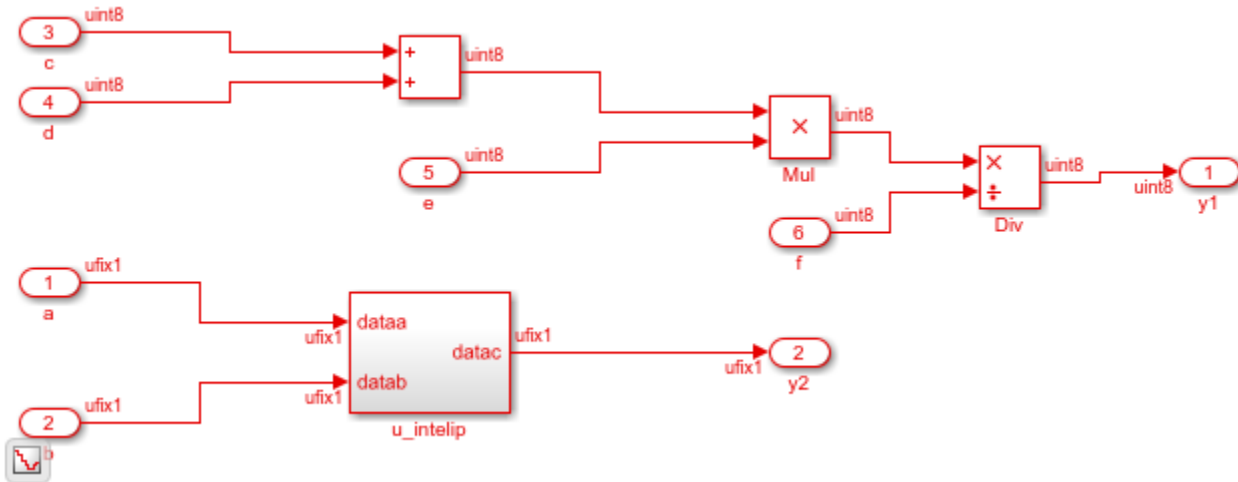 3
uint8
c
4
uint8
d
+
+
uint8
5
uint8
e
×
uint8
Mul
6
uint8
f
×
÷
uint8
Div
uint8
1
y1
1
ufix1
a
2
ufix1
b
ufix1
dataa
ufix1
datab
datac
ufix1
u_intelip
ufix1
2
y2